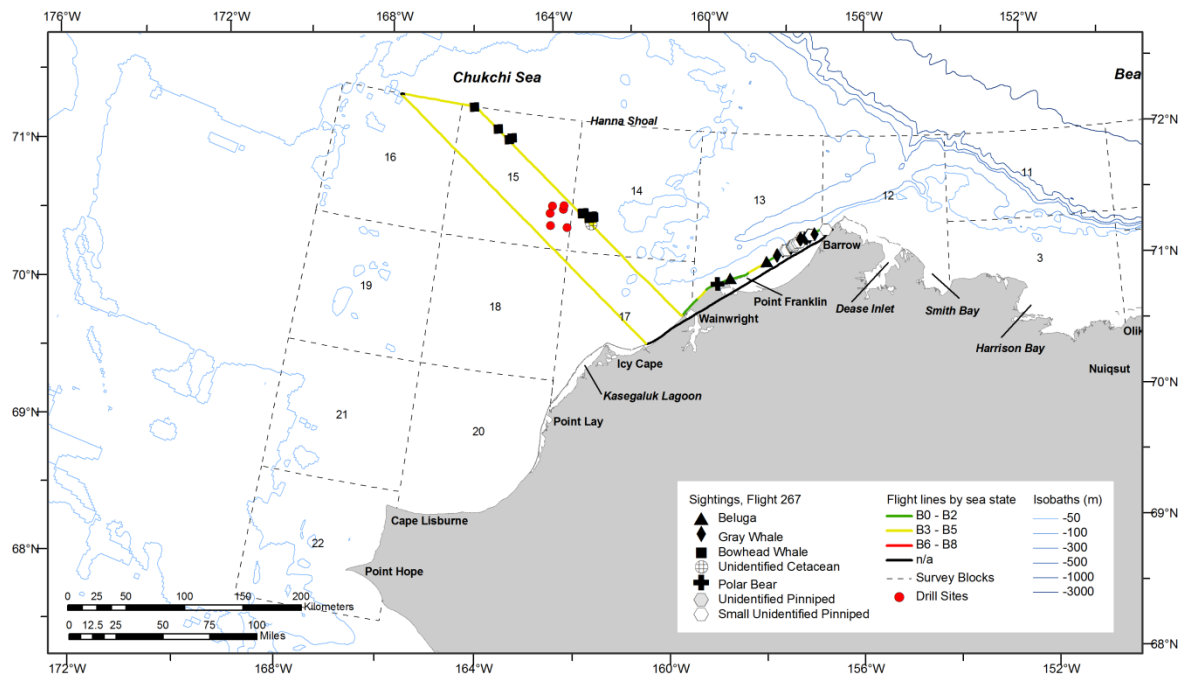 176°W 168°W 164°W 160°W 156°W 152°W
Chukchi Sea
Bea
72°N
71°N
Hanna Shoal
16
15
14
13
12
11
71°N
Barrow
3
70°N
19
18
17
Point Franklin
Dease Inlet
Smith Bay
Wainwright
Harrison Bay
Olik
Icy Cape
Nuiqsut
Kasegaluk Lagoon
70°N
69°N
21
20
Point Lay
Cape Lisburne
69°N
68°N
22
Point Hope
Sightings, Flight 267
Beluga
Gray Whale
Bowhead Whale
Unidentified Cetacean
Polar Bear
Unidentified Pinniped
Small Unidentified Pinniped
Flight lines by sea state
B0 - B2
B3 - B5
B6 - B8
n/a
Survey Blocks
Drill Sites
Isobaths (m)
-50
-100
-300
-500
-1000
-3000
0 25 50 100 150 200
Kilometers
0 12.5 25 50 75 100
Miles
68°N
172°W 168°W 164°W 160°W 156°W 152°W